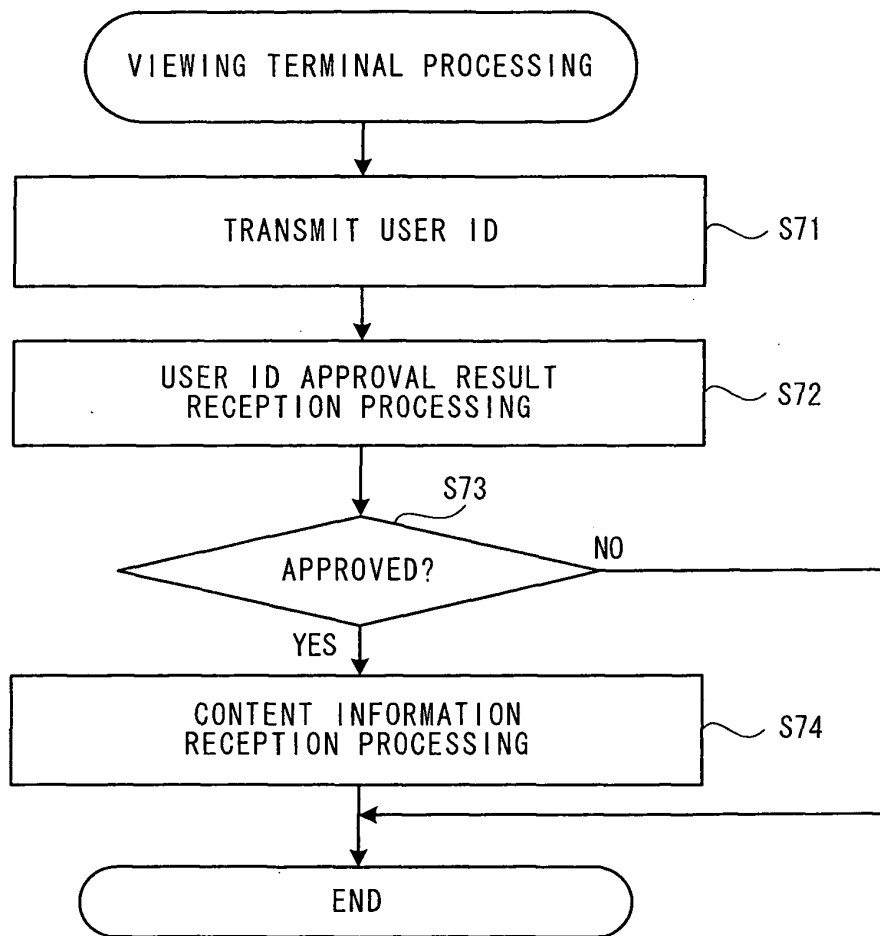 VIEWING TERMINAL PROCESSING
TRANSMIT USER ID
S71
USER ID APPROVAL RESULT
RECEPTION PROCESSING
S72
S73
APPROVED?
NO
YES
CONTENT INFORMATION
RECEPTION PROCESSING
S74
END